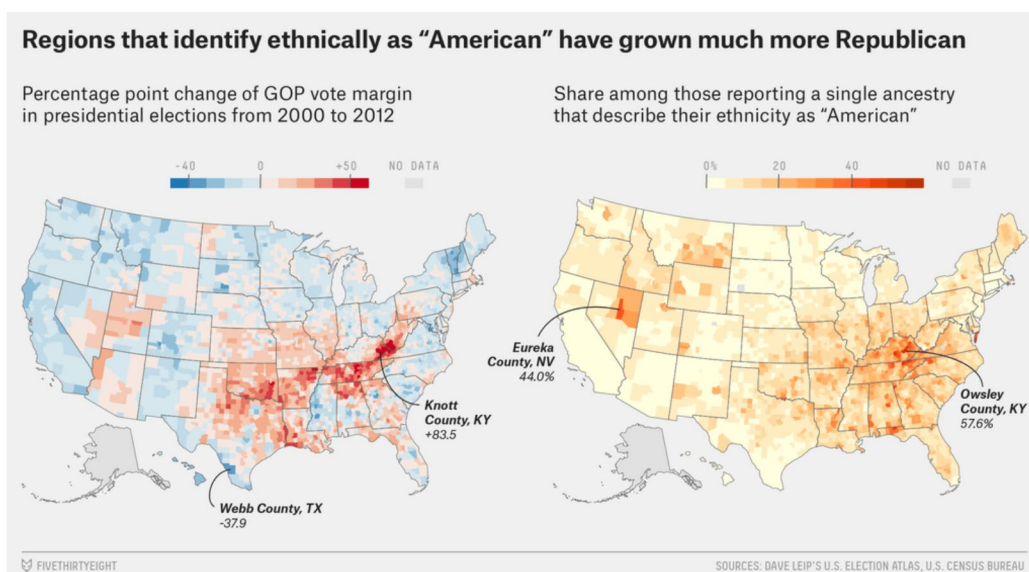 Regions that identify ethnically as “American” have grown much more Republican
Percentage point change of GOP vote margin
in presidential elections from 2000 to 2012
-40 0 +50 NO DATA
Knott
County, KY
+83.5
Webb County, TX
-37.9
Share among those reporting a single ancestry
that describe their ethnicity as “American”
0% 20 40 NO DATA
Eureka
County, NV
44.0%
Owsley
County, KY
57.6%
FIVETHIRTYEIGHT
SOURCES: DAVE LEIP'S U.S. ELECTION ATLAS, U.S. CENSUS BUREAU